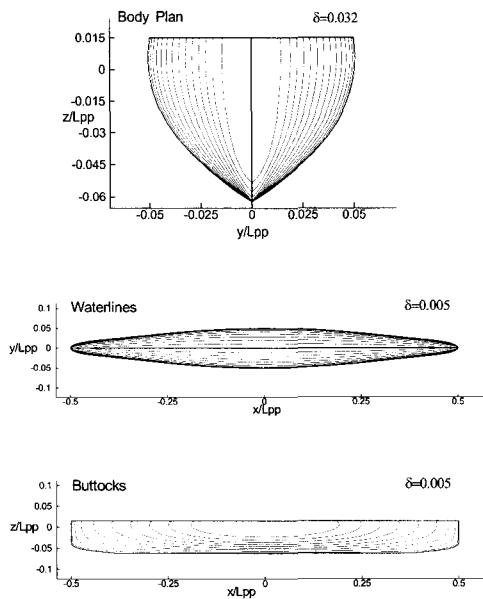 Body Plan
δ=0.032
0.015
0
-0.015
z/Lpp
-0.03
-0.045
-0.06
-0.05 -0.025 0 0.025 0.05
y/Lpp
Waterlines
δ=0.005
0.1
0.05
y/Lpp 0
-0.05
-0.1
-0.5 -0.25 0 0.25 0.5
x/Lpp
Buttocks
δ=0.005
0.1
0.05
z/Lpp 0
-0.05
-0.1
-0.5 -0.25 0 0.25 0.5
x/Lpp